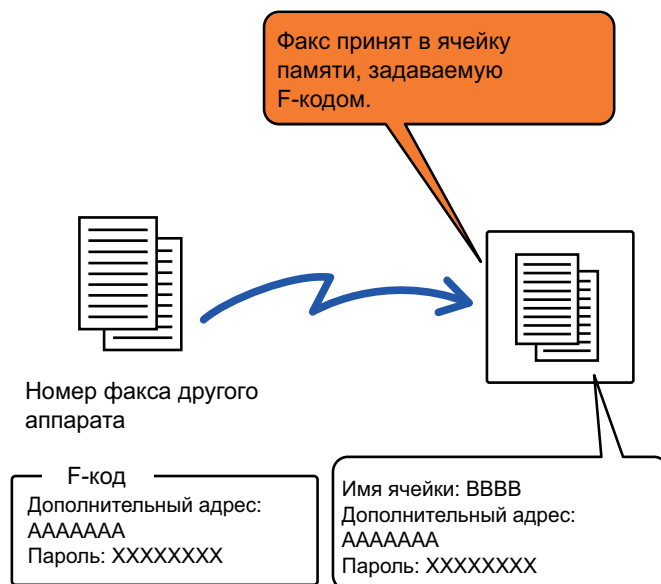 Факс принят в ячейку
памяти, задаваемую
F-кодом.
Номер факса другого
аппарата
F-код
Дополнительный адрес:
AAAAAAA
Пароль: XXXXXXXX
Имя ячейки: BBBB
Дополнительный адрес:
AAAAAAA
Пароль: XXXXXXXX